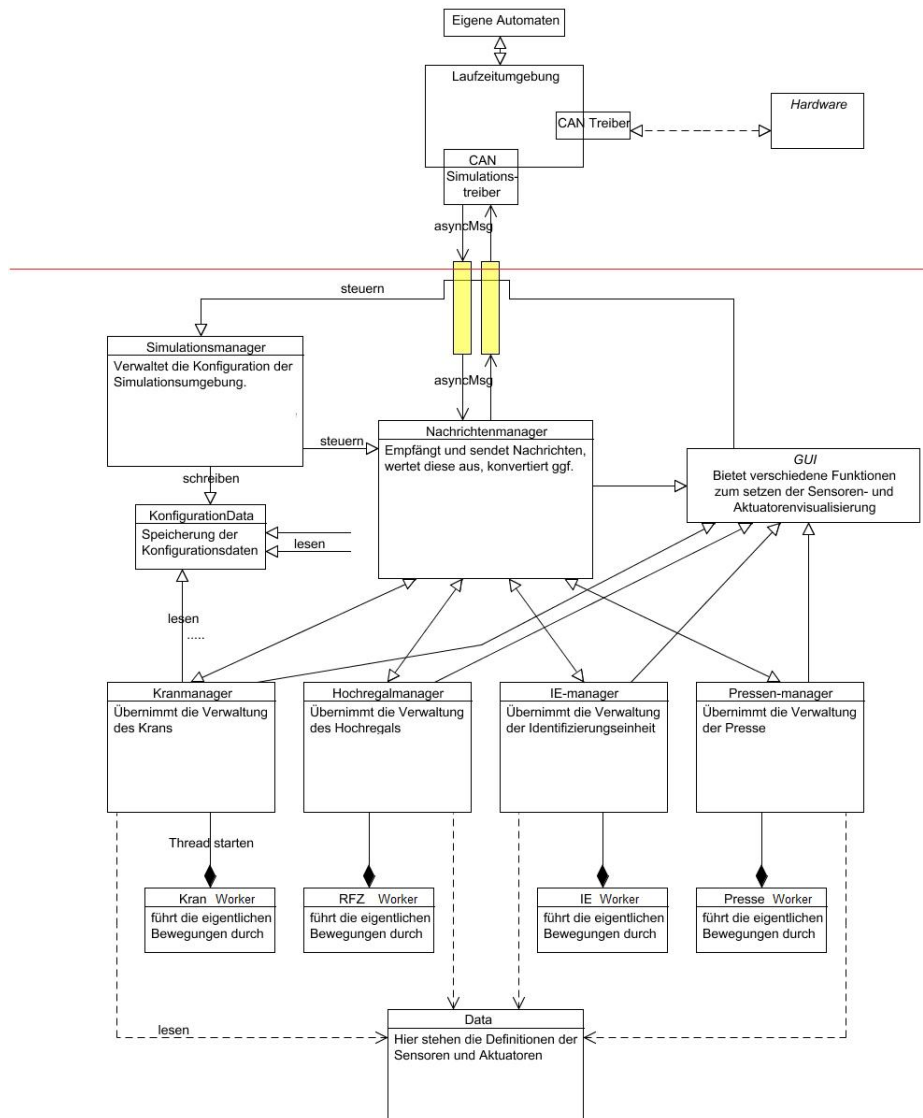 Eigene Automaten
Laufzeitumgebung
CAN Treiber
Hardware
CAN
Simulations-
treiber
asyncMsg
steuern
Simulationsmanager
Verwaltet die Konfiguration der
Simulationsumgebung.
asyncMsg
steuern
Nachrichtenmanager
Empfängt und sendet Nachrichten,
wertet diese aus, konvertiert ggf.
GUI
Bietet verschiedene Funktionen
zum setzen der Sensoren- und
Aktuatorenvisualisierung
schreiben
KonfigurationData
Speicherung der
Konfigurationsdaten
lesen
lesen
.....
Kranmanager
Übernimmt die Verwaltung
des Krans
Hochregalmanager
Übernimmt die Verwaltung
des Hochregals
IE-manager
Übernimmt die Verwaltung
der Identifizierungseinheit
Pressen-manager
Übernimmt die Verwaltung
der Presse
Thread starten
Kran Worker
führt die eigentlichen
Bewegungen durch
RFZ Worker
führt die eigentlichen
Bewegungen durch
IE Worker
führt die eigentlichen
Bewegungen durch
Presse Worker
führt die eigentlichen
Bewegungen durch
lesen
Data
Hier stehen die Definitionen der
Sensoren und Aktuatoren